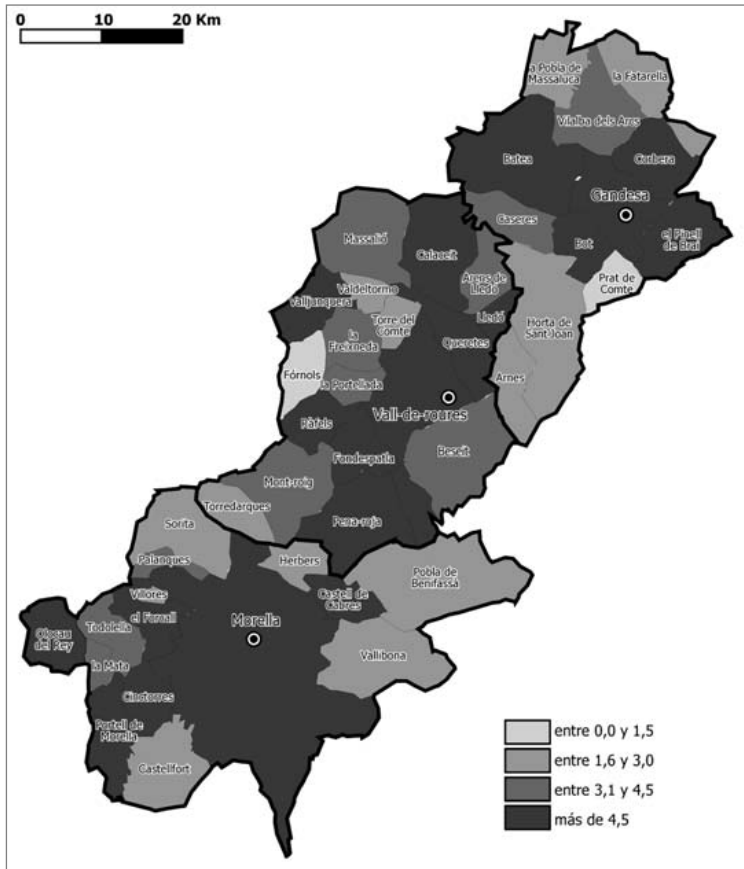 0 10 20 Km
a Pobla de
Massaluca
la Fatarella
Vilalba dels Arcs
Batea
Corbera
Gandesa
Caseres
Bot
el Pinell
de Brai
Massalió
Calaceit
Arens de
Lledó
Prat de
Comte
Valdeltormo
Valljunquera
Torre del
Comte
Lledó
Horta de
Sant-Joan
la
Freixneda
Queretes
Fórnols
la Portellada
Arnes
Vall-de-roures
Ràfels
Beseit
Fondespatla
Mont-roig
Torredarques
Pena-roja
Sorita
Palanques
Herbers
Pobla de
Benifassà
Castell de
Cabres
Villores
el Forcall
Morella
Todolella
Olocau
del Rey
la Mata
Vallibona
Cinctorres
Portell de
Morella
Castellfort
entre 0,0 y 1,5
entre 1,6 y 3,0
entre 3,1 y 4,5
más de 4,5